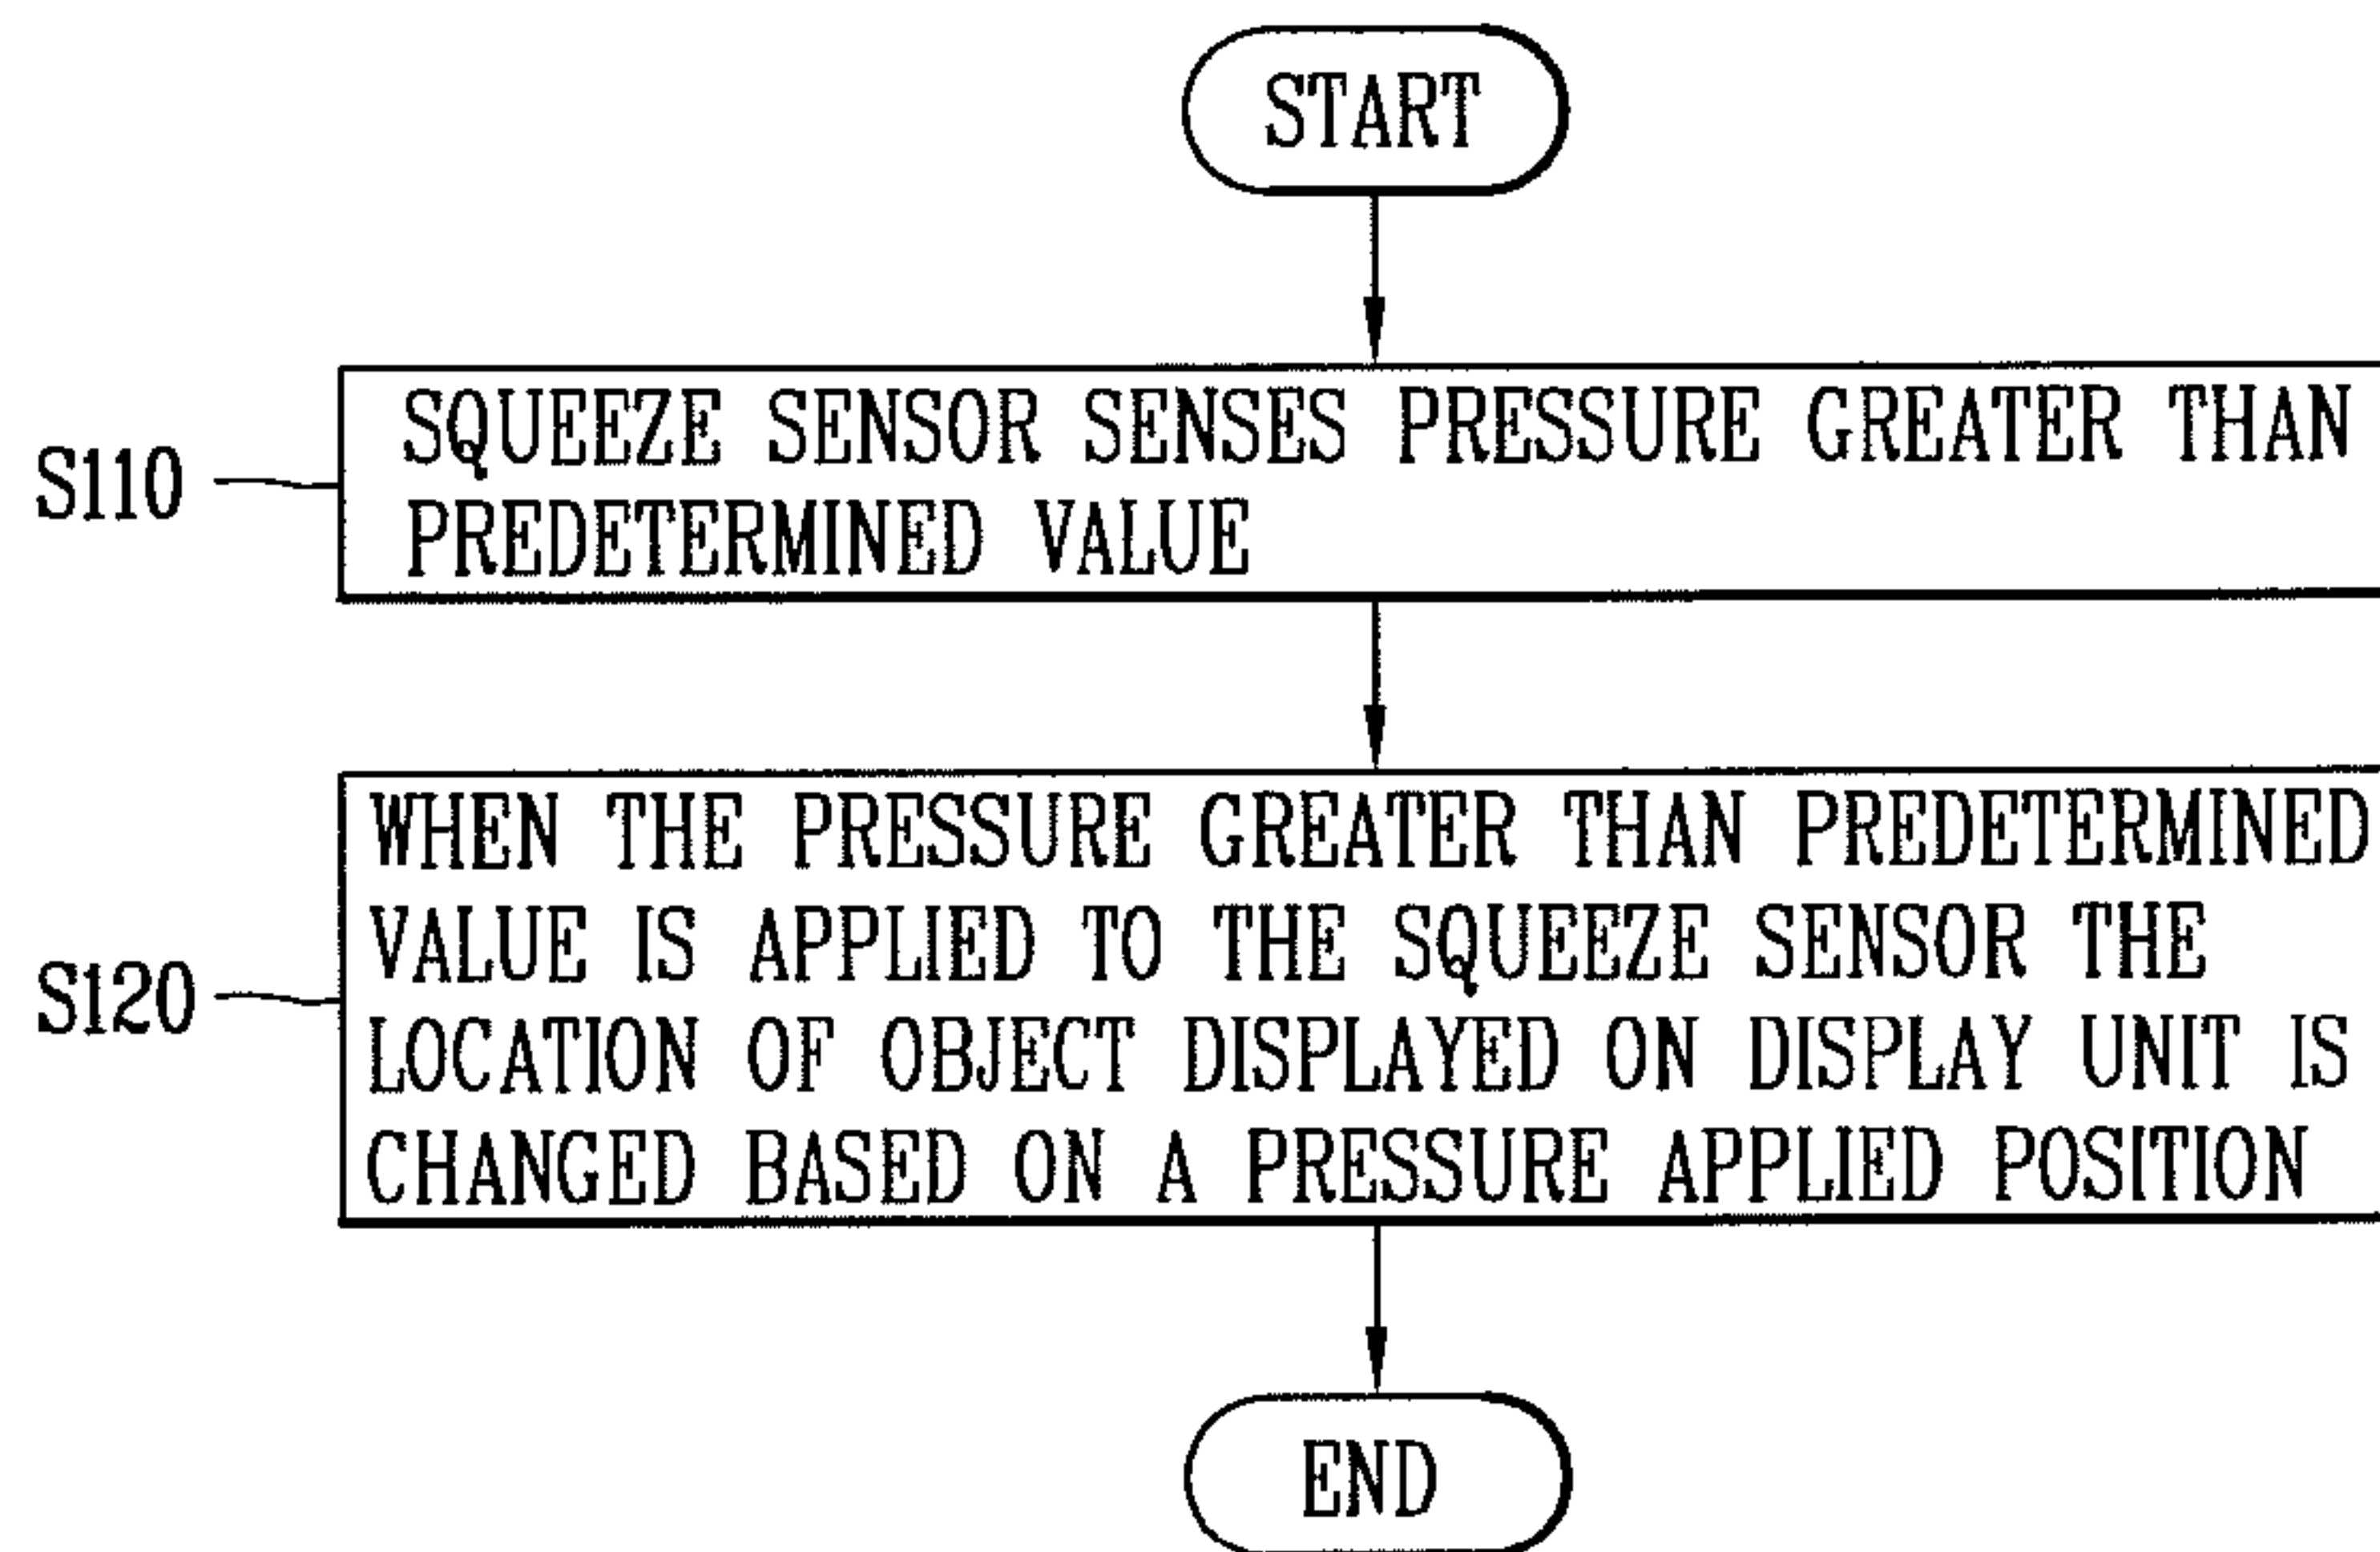 START
S110
SQUEEZE SENSOR SENSES PRESSURE GREATER THAN
PREDETERMINED VALUE
S120
WHEN THE PRESSURE GREATER THAN PREDETERMINED
VALUE IS APPLIED TO THE SQUEEZE SENSOR THE
LOCATION OF OBJECT DISPLAYED ON DISPLAY UNIT IS
CHANGED BASED ON A PRESSURE APPLIED POSITION
END